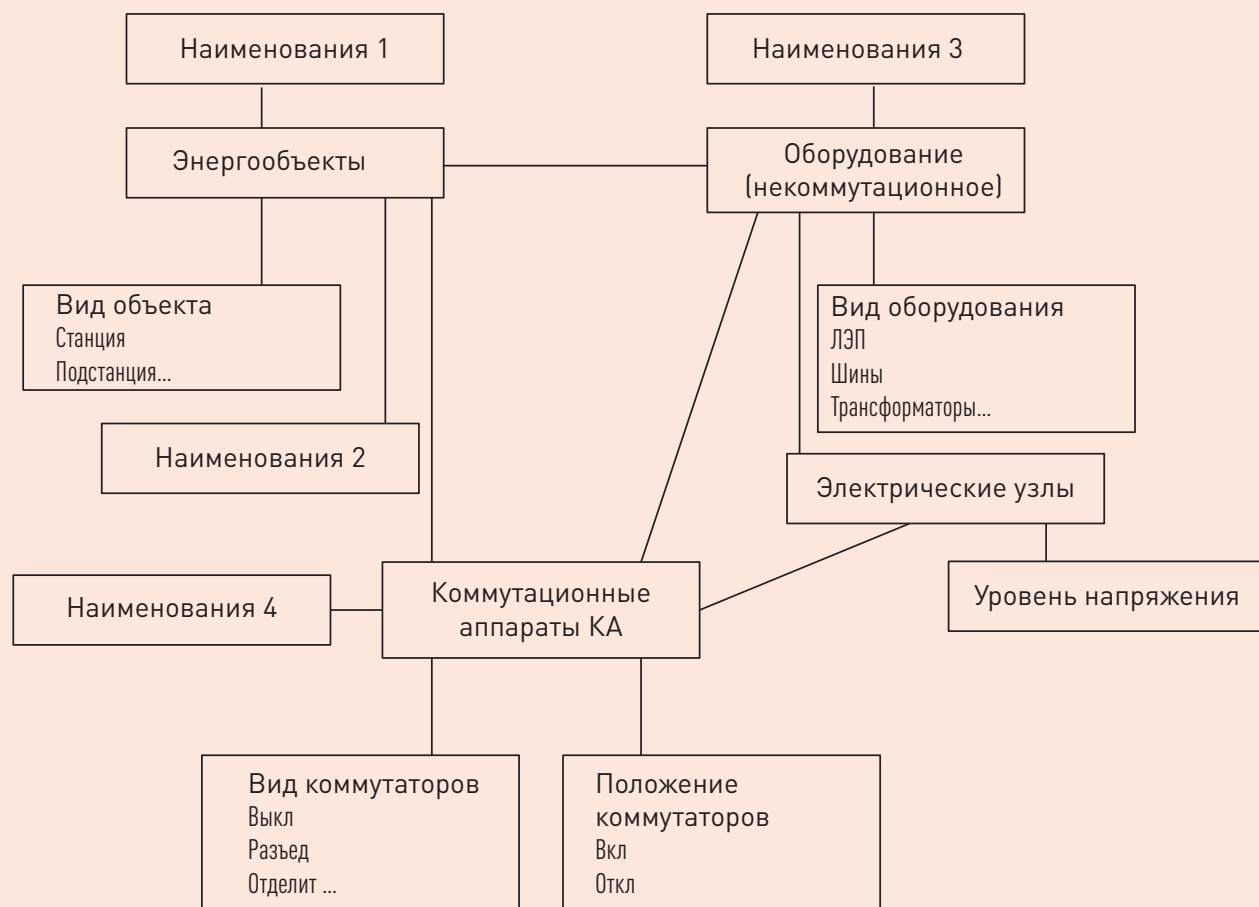 Наименования 1
Наименования 3
Энергообъекты
Оборудование
(некоммутационное)
Вид объекта
Станция
Подстанция...
Вид оборудования
ЛЭП
Шины
Трансформаторы...
Наименования 2
Электрические узлы
Наименования 4
Коммутационные
аппараты КА
Уровень напряжения
Вид коммутаторов
Выкл
Разъед
Отделит ...
Положение
коммутаторов
Вкл
Откл